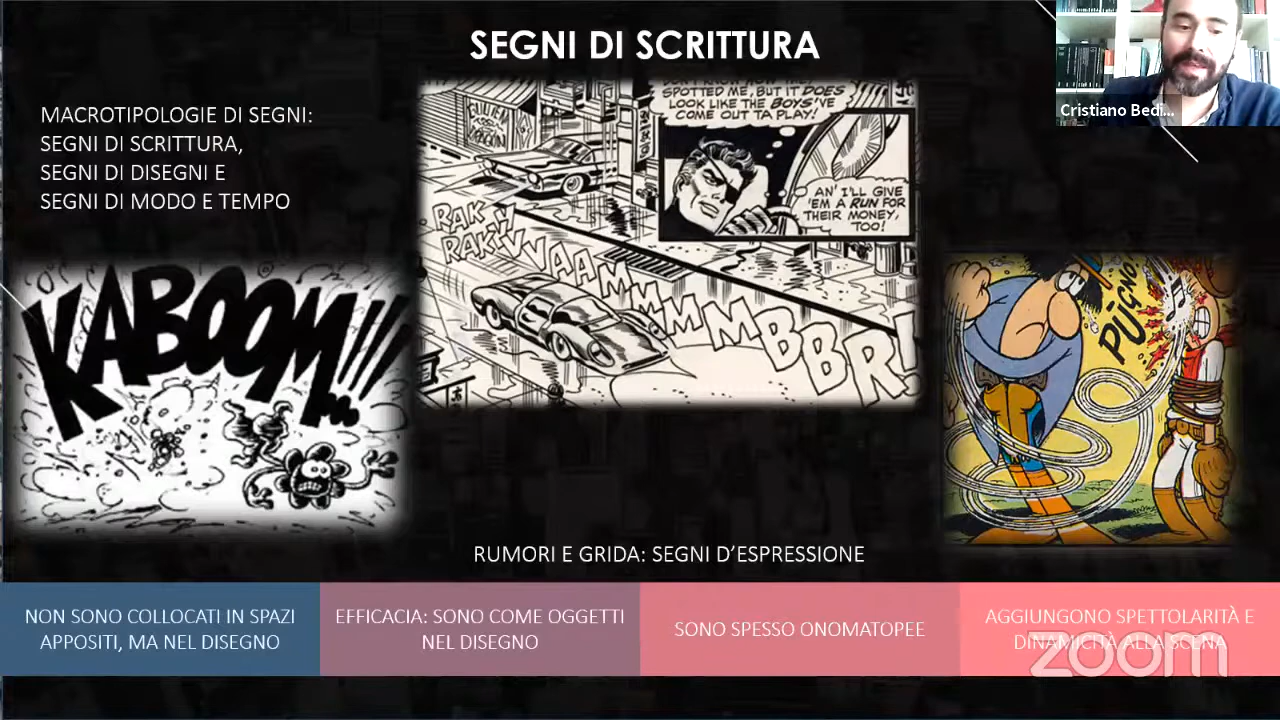 SEGNI DI SCRITTURA
MACROTIPOLOGIE DI SEGNI:
SEGNI DI SCRITTURA,
SEGNI DI DISEGNI E
SEGNI DI MODO E TEMPO
Cristiano Bedi...
SPOTTED ME, BUT IT DOES
LOOK LIKE THE BOYS'VE
COME OUT TA PLAY!
AN' I'LL GIVE
'EM A RUN FOR
THEIR MONEY,
TOO!
RAK
RAKVVVAAMMMMMBBBR!
KABOOM!!!
PUGNO!
RUMORI E GRIDA: SEGNI D'ESPRESSIONE
NON SONO COLLOCATI IN SPAZI
APPOSITI, MA NEL DISEGNO
EFFICACIA: SONO COME OGGETTI
NEL DISEGNO
SONO SPESSO ONOMATOPEE
AGGIUNGONO SPETTOLARITÀ E
DINAMICITÀ ALLA SCENA
zoom